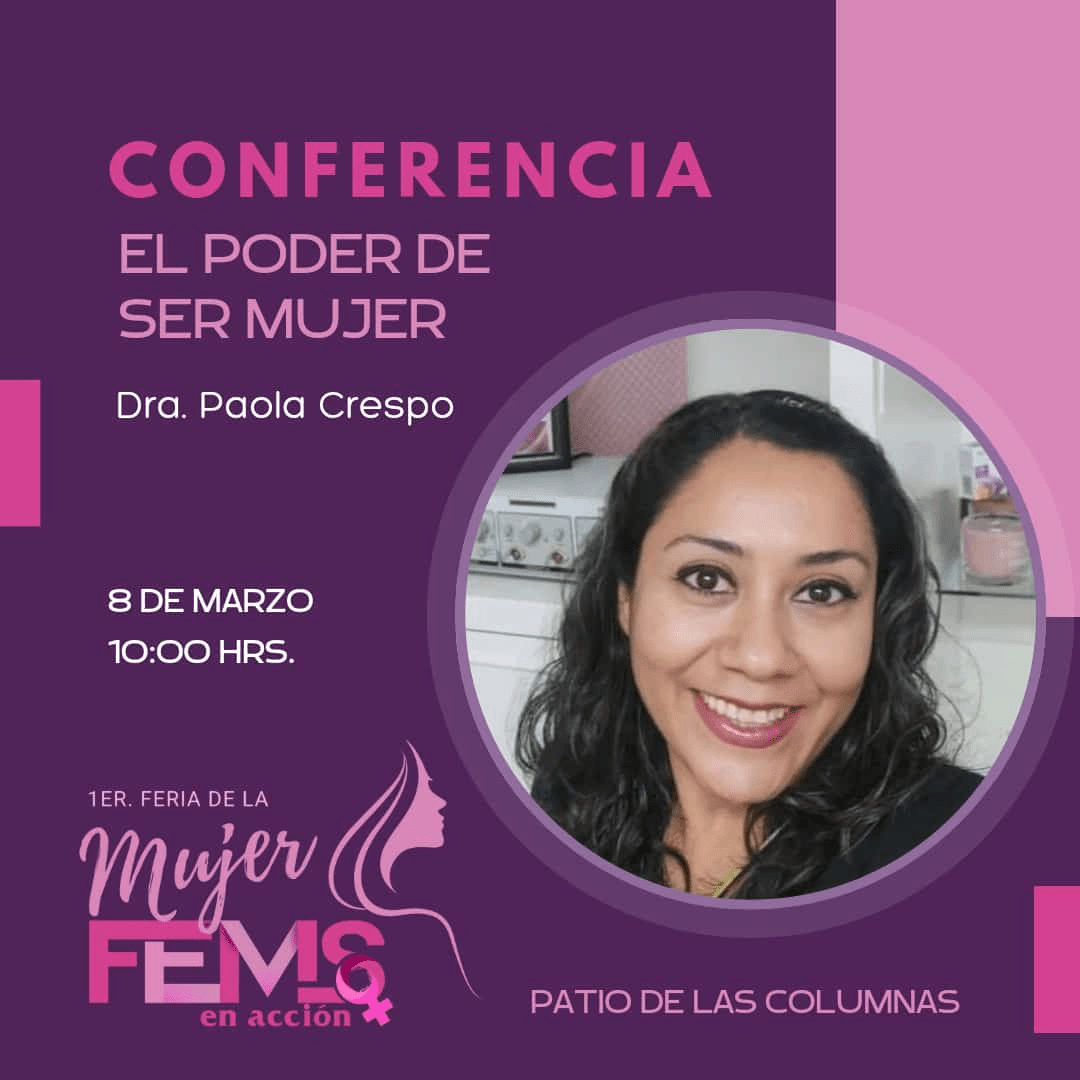 CONFERENCIA
EL PODER DE
SER MUJER
Dra. Paola Crespo
8 DE MARZO
10:00 HRS.
1ER. FERIA DE LA
Mujer
FEMS
en acción
PATIO DE LAS COLUMNAS